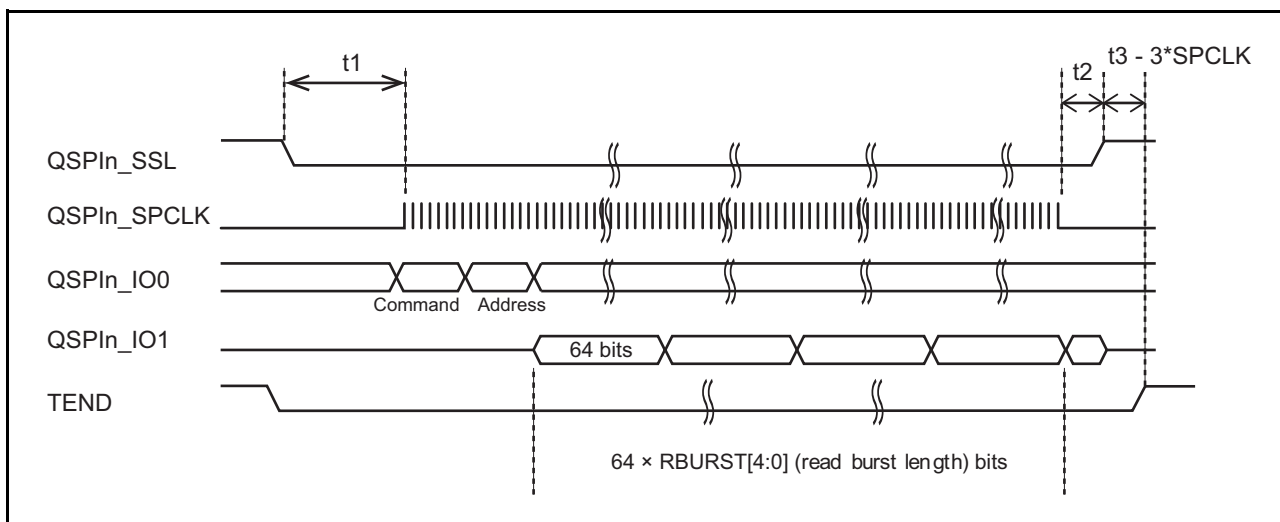 t1
t2
t3 - 3*SPCLK
QSPIn_SSL
QSPIn_SPCLK
QSPIn_IO0
Command
Address
QSPIn_IO1
64 bits
TEND
64 × RBURST[4:0] (read burst length) bits